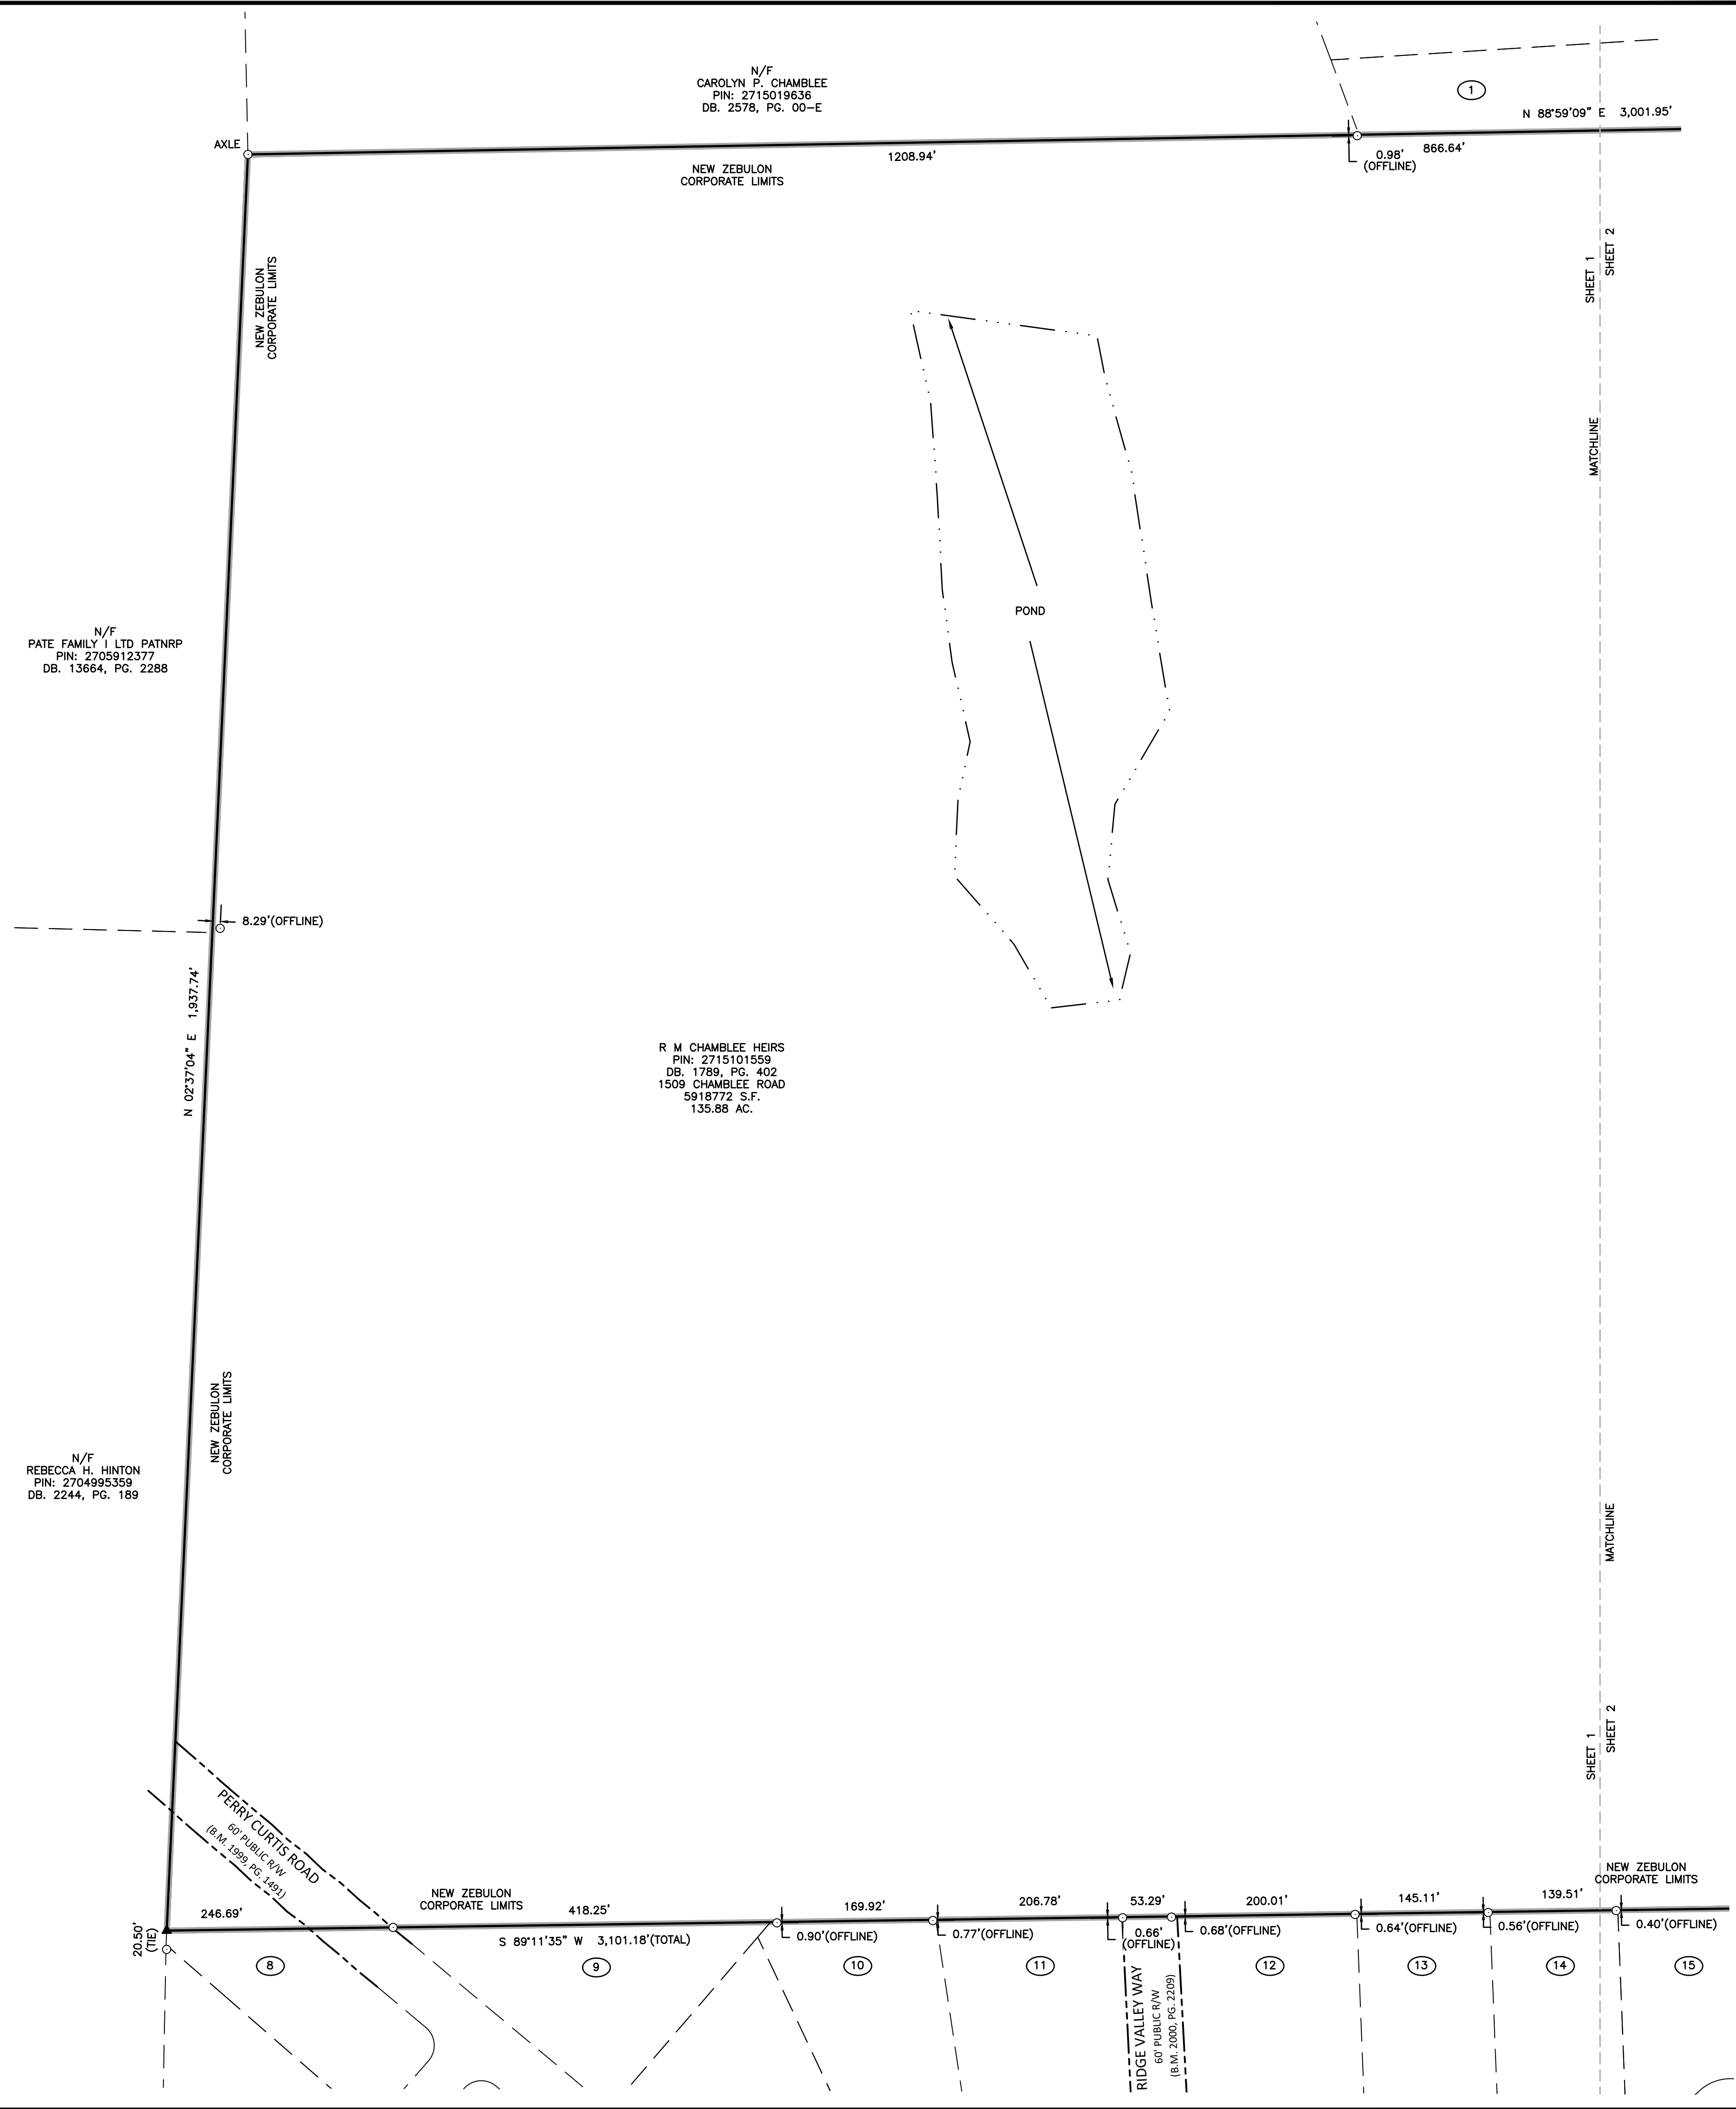 N/F
CAROLYN P. CHAMBLEE
PIN: 2715019636
DB. 2578, PG. 00-E
1
N 88°59'09" E 3,001.95'
AXLE
1208.94'
NEW ZEBULON
CORPORATE LIMITS
0.98'
(OFFLINE)
866.64'
NEW ZEBULON
CORPORATE LIMITS
SHEET 1
SHEET 2
MATCHLINE
POND
N/F
PATE FAMILY I LTD PATNRP
PIN: 2705912377
DB. 13664, PG. 2288
8.29'(OFFLINE)
N 02°37'04" E 1,937.74'
R M CHAMBLEE HEIRS
PIN: 2715101559
DB. 1789, PG. 402
1509 CHAMBLEE ROAD
5918772 S.F.
135.88 AC.
NEW ZEBULON
CORPORATE LIMITS
N/F
REBECCA H. HINTON
PIN: 2704995359
DB. 2244, PG. 189
MATCHLINE
SHEET 1
SHEET 2
PERRY CURTIS ROAD
60' PUBLIC R/W
(B.M. 1999, PG. 1491)
NEW ZEBULON
CORPORATE LIMITS
NEW ZEBULON
CORPORATE LIMITS
246.69'
418.25'
169.92'
206.78'
53.29'
200.01'
145.11'
139.51'
20.50'
(TIE)
S 89°11'35" W 3,101.18'(TOTAL)
0.90'(OFFLINE)
0.77'(OFFLINE)
0.66'
(OFFLINE)
0.68'(OFFLINE)
0.64'(OFFLINE)
0.56'(OFFLINE)
0.40'(OFFLINE)
8
9
10
11
12
13
14
15
RIDGE VALLEY WAY
60' PUBLIC R/W
(B.M. 2000, PG. 2209)